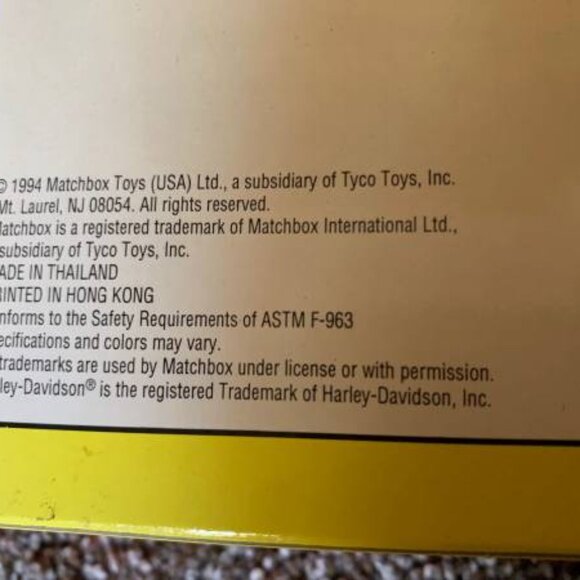 © 1994 Matchbox Toys (USA) Ltd., a subsidiary of Tyco Toys, Inc.
Mt. Laurel, NJ 08054. All rights reserved.
Matchbox is a registered trademark of Matchbox International Ltd.,
subsidiary of Tyco Toys, Inc.
ADE IN THAILAND
RINTED IN HONG KONG
nforms to the Safety Requirements of ASTM F-963
ecifications and colors may vary.
trademarks are used by Matchbox under license or with permission.
ley-Davidson® is the registered Trademark of Harley-Davidson, Inc.